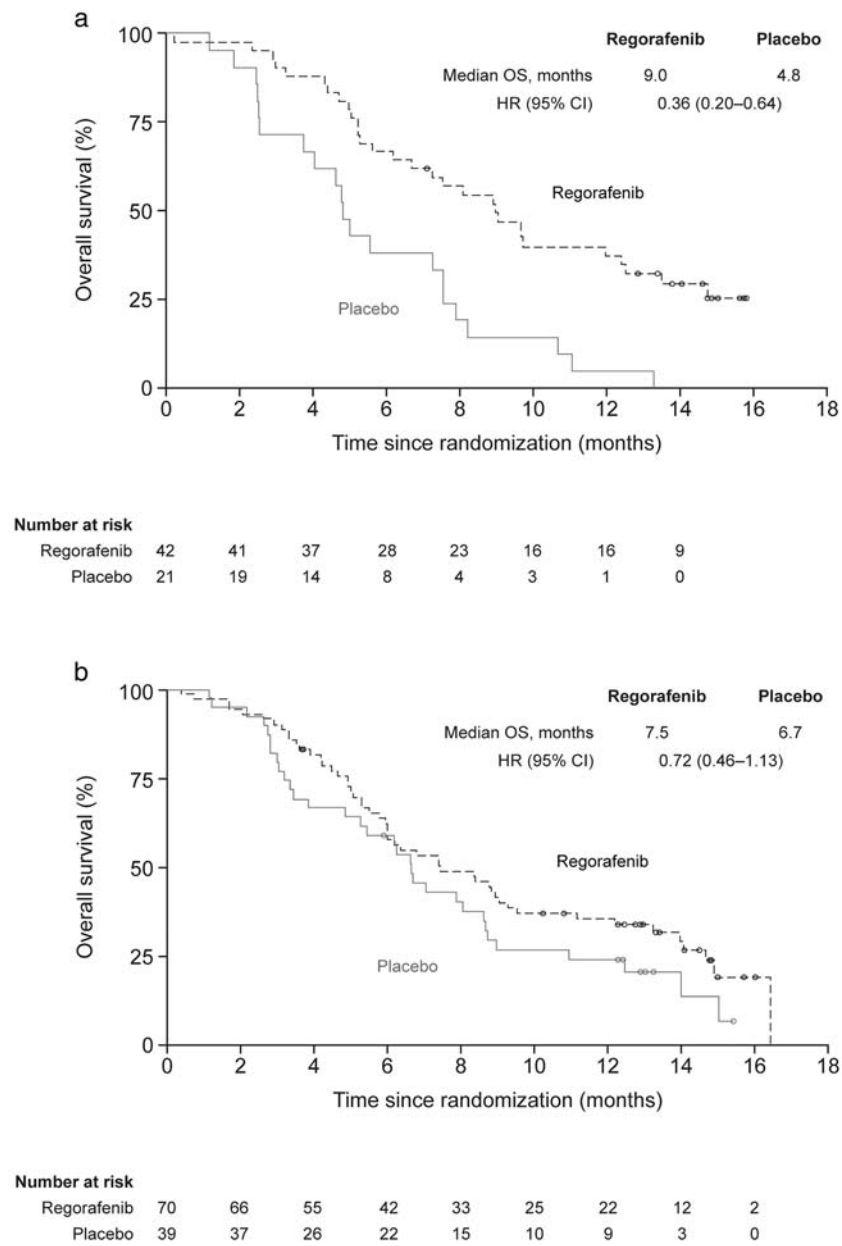 a
Regorafenib Placebo
Median OS, months 9.0 4.8
HR (95% CI) 0.36 (0.20–0.64)
100
75
50
25
0
Overall survival (%)
Regorafenib
Placebo
0 2 4 6 8 10 12 14 16 18
Time since randomization (months)
Number at risk
Regorafenib 42 41 37 28 23 16 16 9
Placebo 21 19 14 8 4 3 1 0
b
Regorafenib Placebo
Median OS, months 7.5 6.7
HR (95% CI) 0.72 (0.46–1.13)
100
75
50
25
0
Overall survival (%)
Regorafenib
Placebo
0 2 4 6 8 10 12 14 16 18
Time since randomization (months)
Number at risk
Regorafenib 70 66 55 42 33 25 22 12 2
Placebo 39 37 26 22 15 10 9 3 0